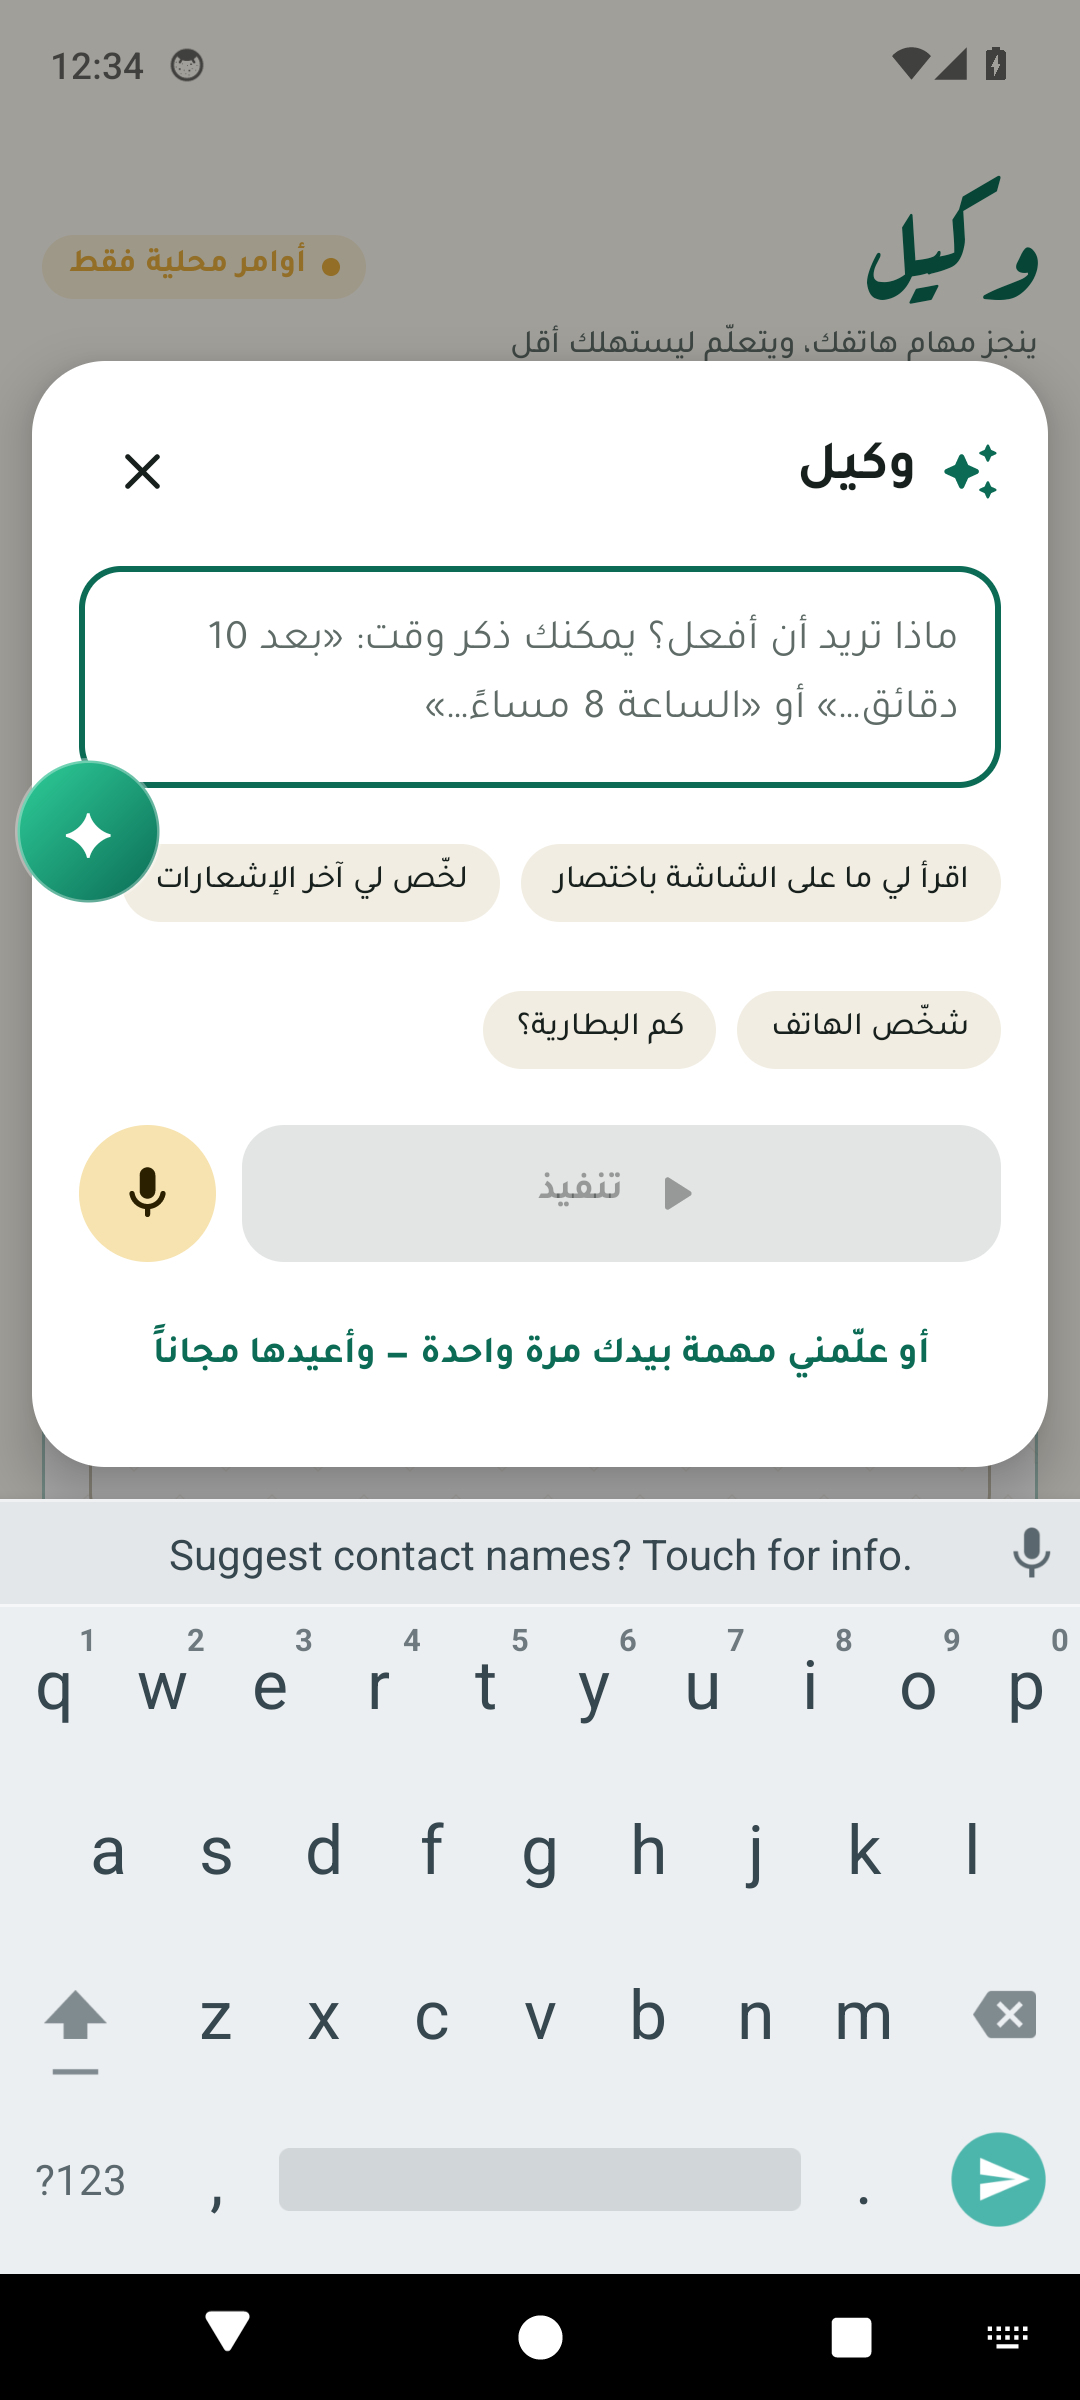 12:34
وكيل
أوامر محلية فقط
ينجز مهام هاتفك، ويتعلّم ليستهلك أقل
وكيل
ماذا تريد أن أفعل؟ يمكنك ذكر وقت: «بعد 10
دقائق…» أو «الساعة 8 مساءً…»
اقرأ لي ما على الشاشة باختصار
لخّص لي آخر الإشعارات
شخّص الهاتف
كم البطارية؟
تنفيذ
أو علّمني مهمة بيدك مرة واحدة – وأعيدها مجاناً
Suggest contact names? Touch for info.
1 2 3 4 5 6 7 8 9 0
q w e r t y u i o p
a s d f g h j k l
z x c v b n m
?123 , .